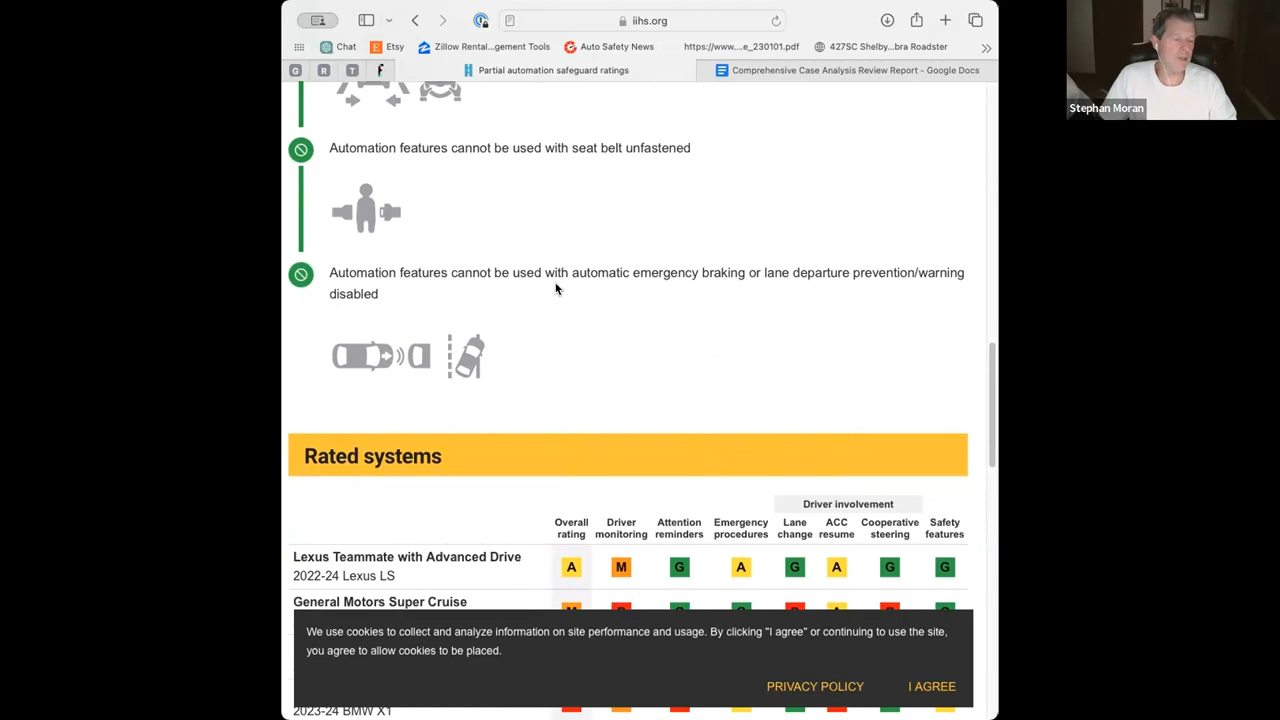 iihs.org
Chat
Etsy
Zillow Rental...gement Tools
Auto Safety News
https://www...._e_230101.pdf
427SC Shelby...bra Roadster
G
R
T
Partial automation safeguard ratings
Comprehensive Case Analysis Review Report - Google Docs
Stephan Moran
Automation features cannot be used with seat belt unfastened
Automation features cannot be used with automatic emergency braking or lane departure prevention/warning
disabled
Rated systems
Driver involvement
Overall rating
Driver monitoring
Attention reminders
Emergency procedures
Lane change
ACC resume
Cooperative steering
Safety features
Lexus Teammate with Advanced Drive
2022-24 Lexus LS
A M G A G A G G
General Motors Super Cruise
We use cookies to collect and analyze information on site performance and usage. By clicking "I agree" or continuing to use the site,
you agree to allow cookies to be placed.
PRIVACY POLICY
I AGREE
2023-24 BMW X1